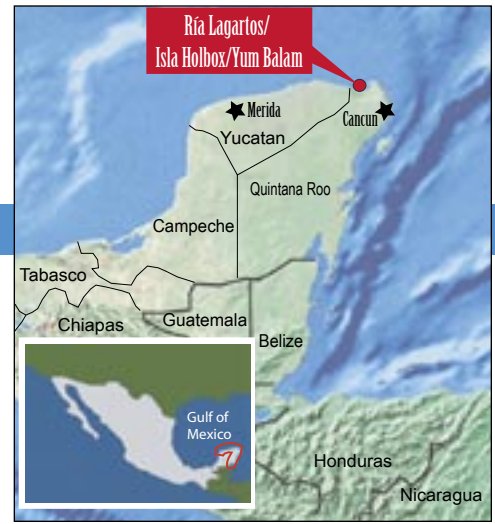 Ría Lagartos/
Isla Holbox/Yum Balam
Merida
Cancun
Yucatan
Quintana Roo
Campeche
Tabasco
Chiapas
Guatemala
Belize
Gulf of
Mexico
Honduras
Nicaragua